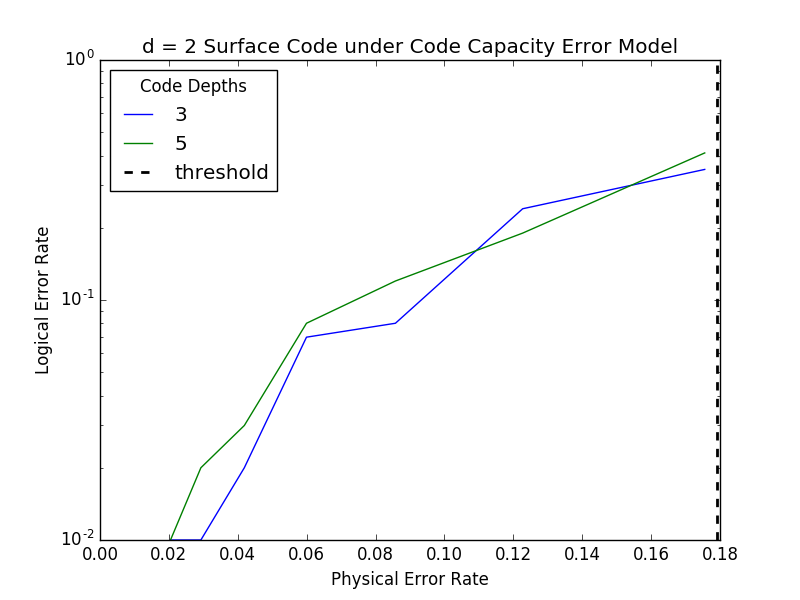 d = 2 Surface Code under Code Capacity Error Model
10^0
10^-1
10^-2
Logical Error Rate
Code Depths
3
5
threshold
0.00 0.02 0.04 0.06 0.08 0.10 0.12 0.14 0.16 0.18
Physical Error Rate